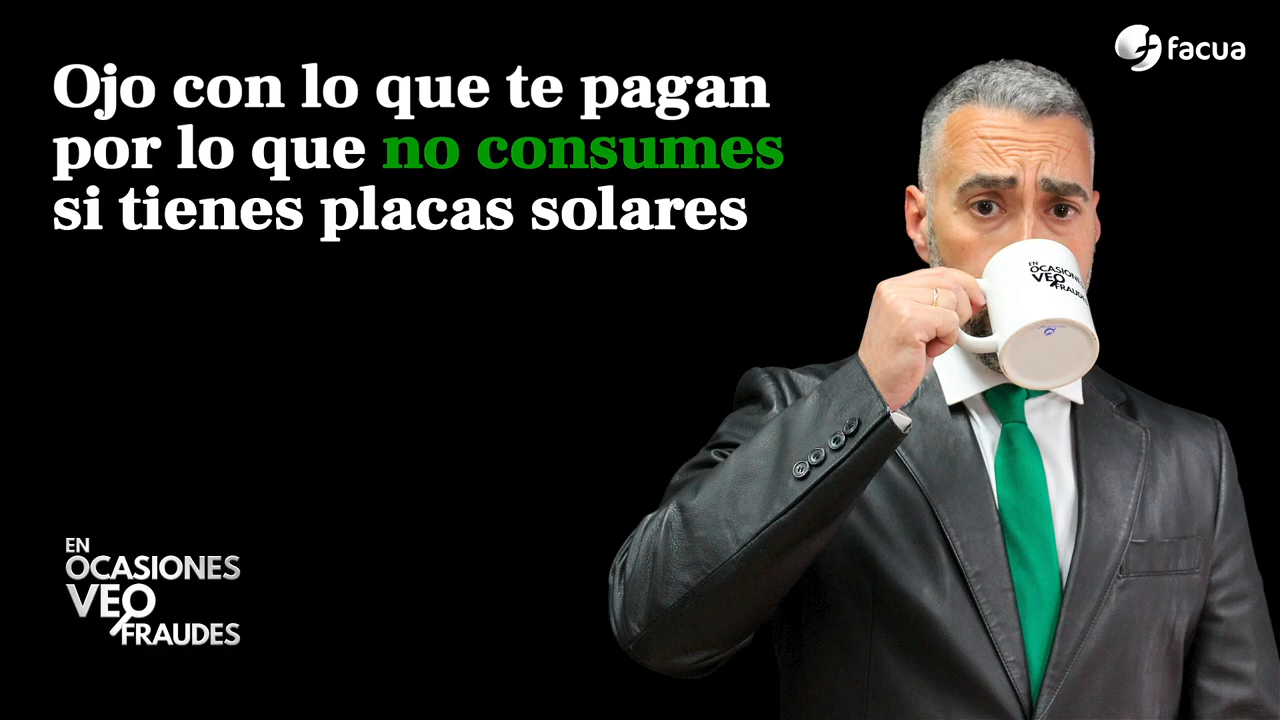 Ojo con lo que te pagan
por lo que no consumes
si tienes placas solares
facua
EN
OCASIONES
VEO
FRAUDES
EN
OCASIONES
VEO
FRAUDES